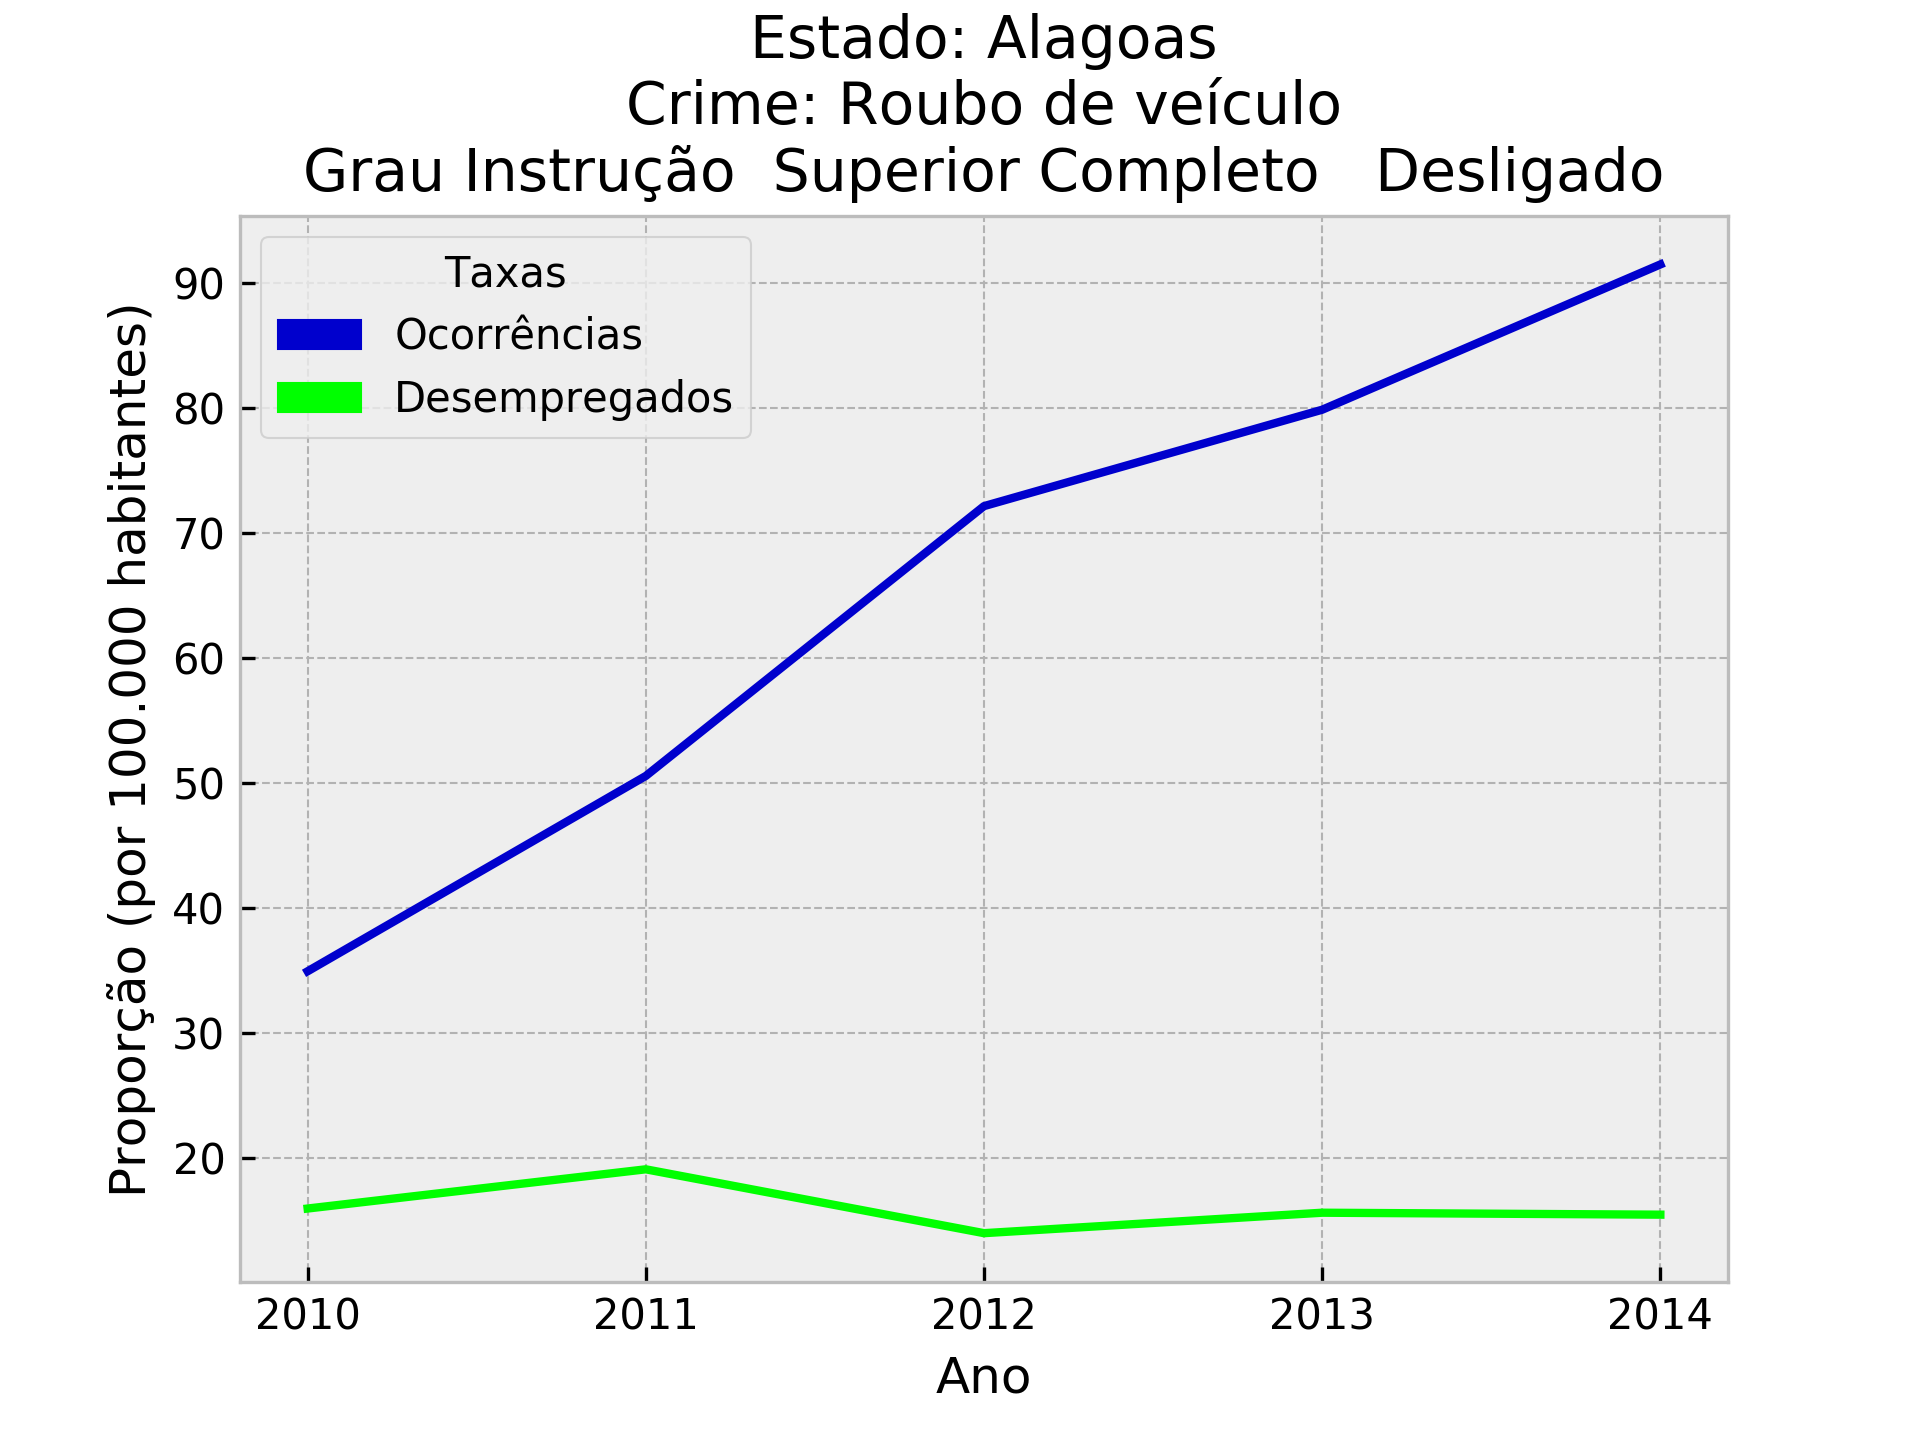 Estado: Alagoas
Crime: Roubo de veículo
Grau Instrução  Superior Completo   Desligado
Taxas
Ocorrências
Desempregados
Proporção (por 100.000 habitantes)
90
80
70
60
50
40
30
20
2010 2011 2012 2013 2014
Ano